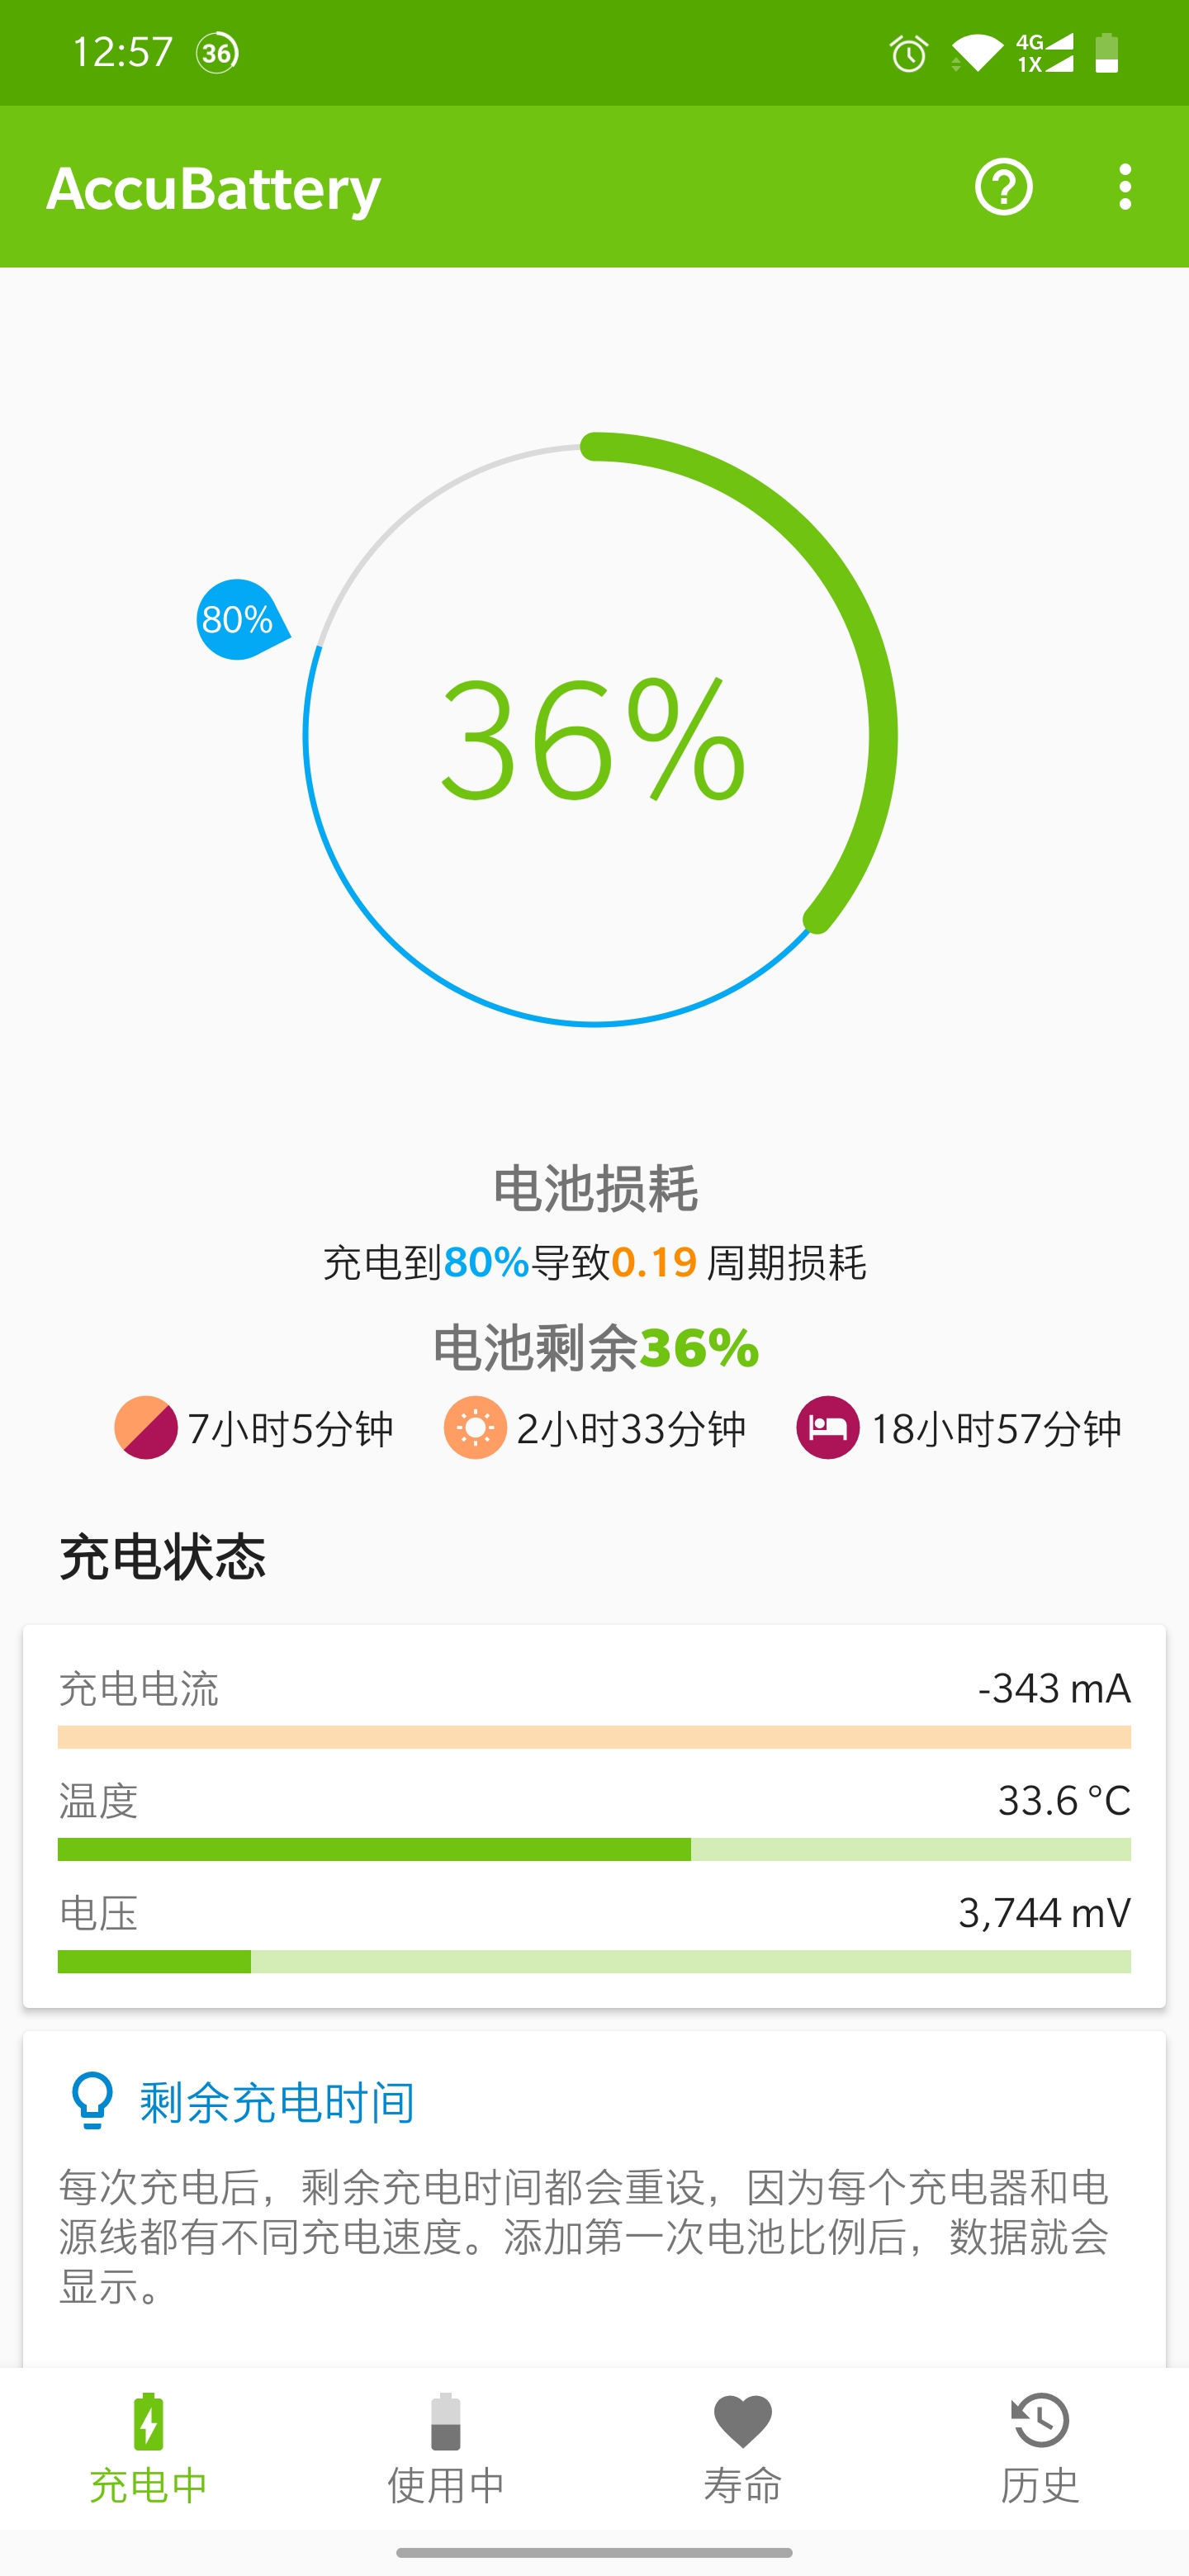 12:57 36 4G 1X
AccuBattery
80%
36%
电池损耗
充电到80%导致0.19 周期损耗
电池剩余36%
7小时5分钟 2小时33分钟 18小时57分钟
充电状态
充电电流 -343 mA
温度 33.6 °C
电压 3,744 mV
剩余充电时间
每次充电后，剩余充电时间都会重设，因为每个充电器和电
源线都有不同充电速度。添加第一次电池比例后，数据就会
显示。
充电中 使用中 寿命 历史